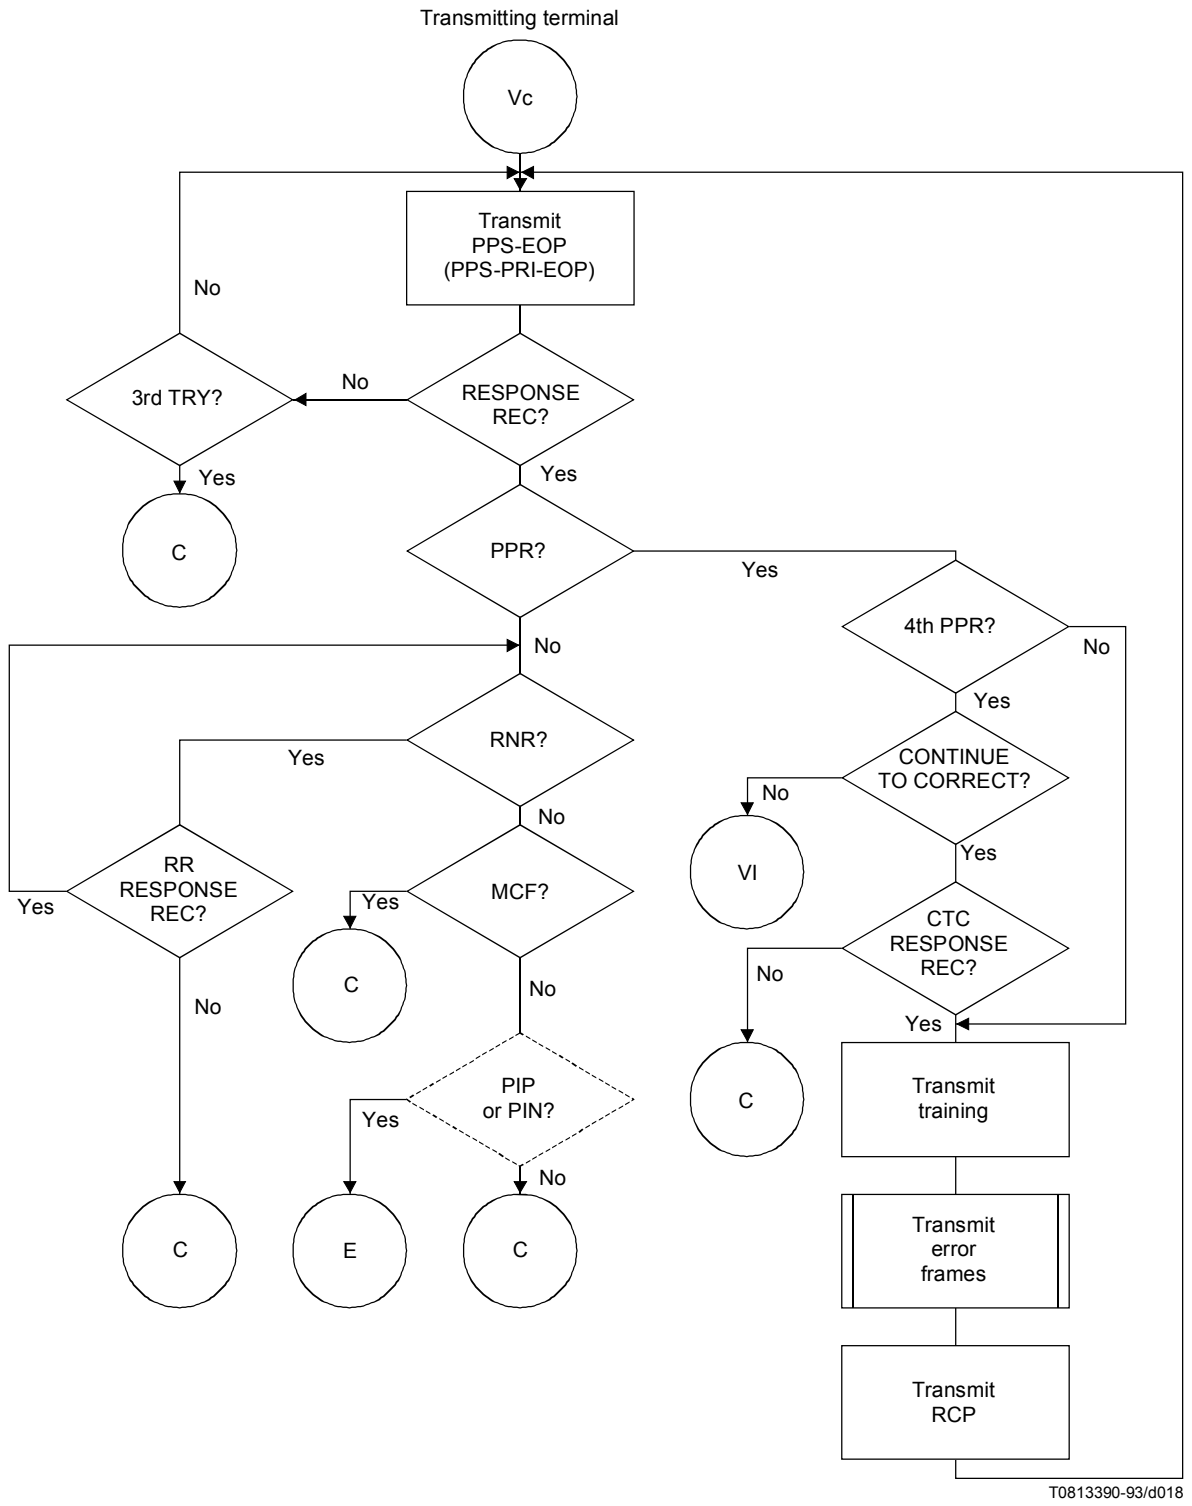 Transmitting terminal
Vc
Transmit
PPS-EOP
(PPS-PRI-EOP)
No
3rd TRY?
No
RESPONSE
REC?
Yes
Yes
C
PPR?
Yes
4th PPR?
No
No
Yes
RNR?
Yes
CONTINUE
TO CORRECT?
No
No
VI
Yes
RR
RESPONSE
REC?
Yes
MCF?
Yes
C
No
No
CTC
RESPONSE
REC?
No
Yes
C
Transmit
training
PIP
or PIN?
Yes
No
C
E
C
Transmit
error
frames
Transmit
RCP
T0813390-93/d018